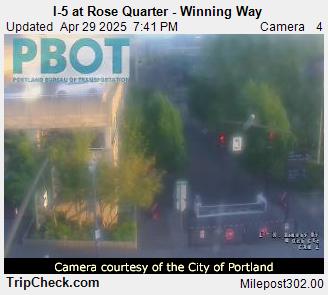 I-5 at Rose Quarter - Winning Way
Updated Apr 29 2025 7:41 PM Camera 4
PBOT
PORTLAND BUREAU OF TRANSPORTATION
Camera courtesy of the City of Portland
TripCheck.com Milepost302.00